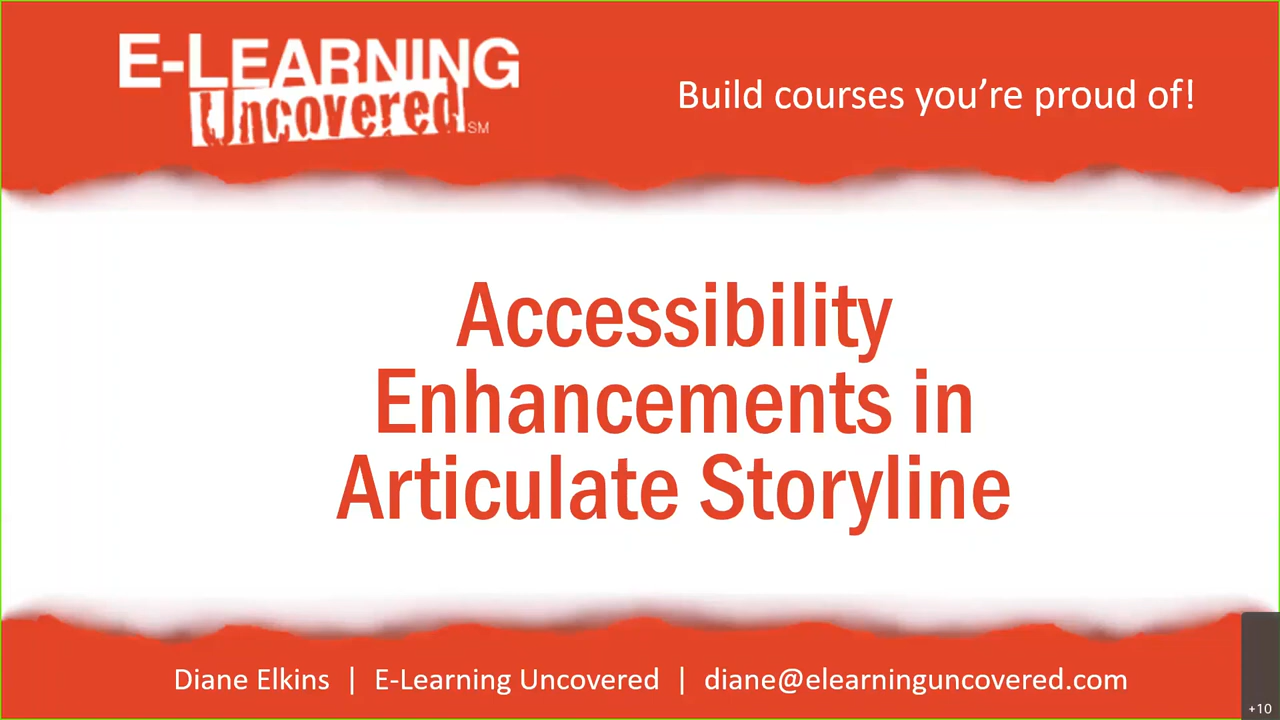 E-LEARNING
Uncovered SM
Build courses you’re proud of!
Accessibility
Enhancements in
Articulate Storyline
Diane Elkins | E-Learning Uncovered | diane@elearninguncovered.com
+10